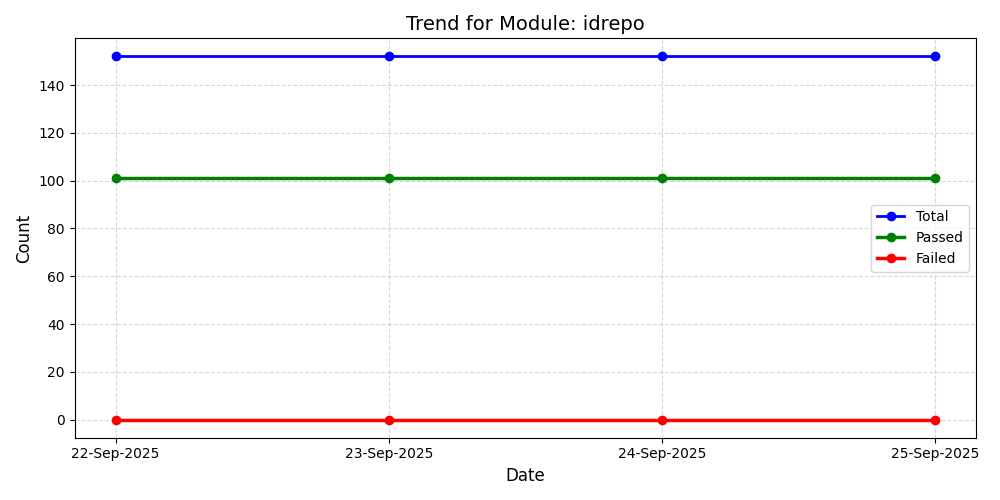 Trend for Module: idrepo
Count
140
120
100
80
60
40
20
0
Total
Passed
Failed
22-Sep-2025
23-Sep-2025
24-Sep-2025
25-Sep-2025
Date